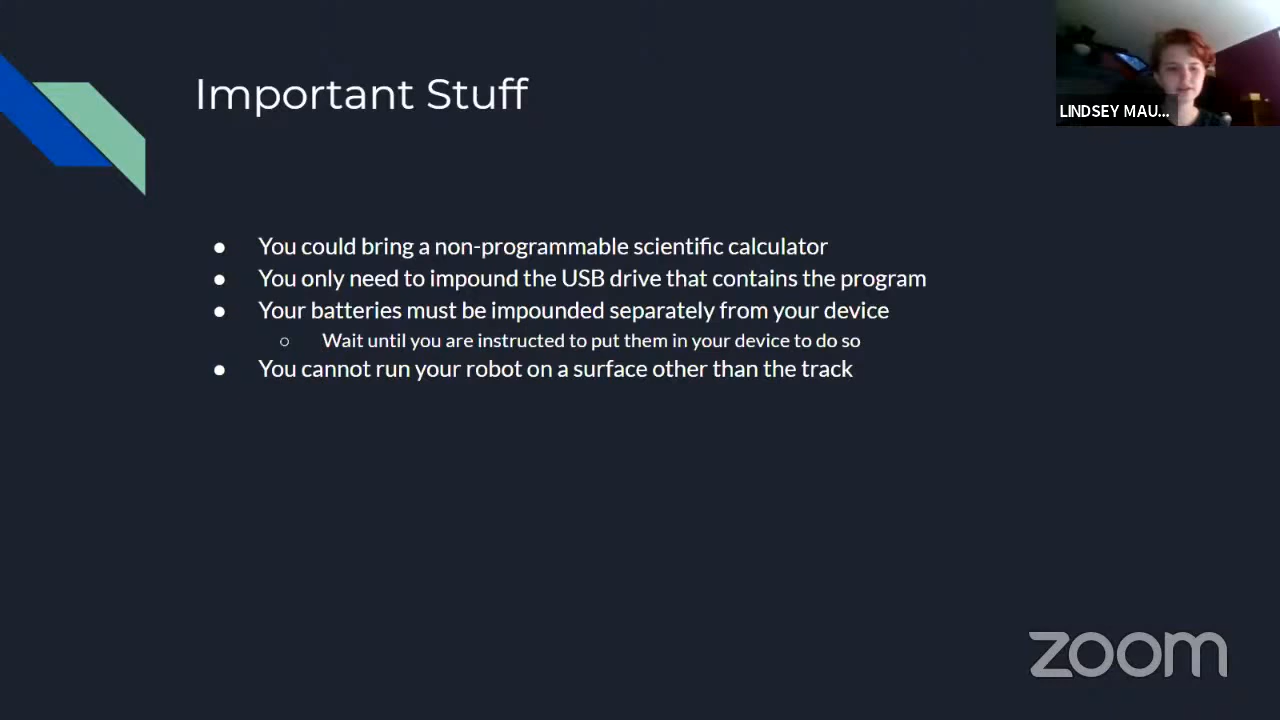 Important Stuff
LINDSEY MAU...
● You could bring a non-programmable scientific calculator
● You only need to impound the USB drive that contains the program
● Your batteries must be impounded separately from your device
○ Wait until you are instructed to put them in your device to do so
● You cannot run your robot on a surface other than the track
zoom